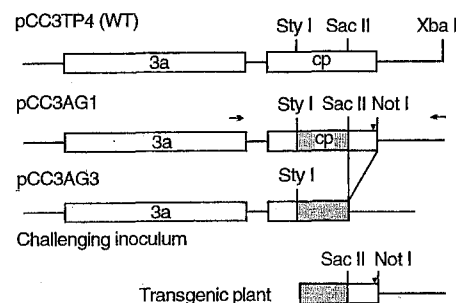 pCC3TP4 (WT)
Sty I Sac II Xba I
3a cp
pCC3AG1
Sty I Sac II Not I
3a cp
pCC3AG3
Sty I
3a
Challenging inoculum
Sac II Not I
Transgenic plant